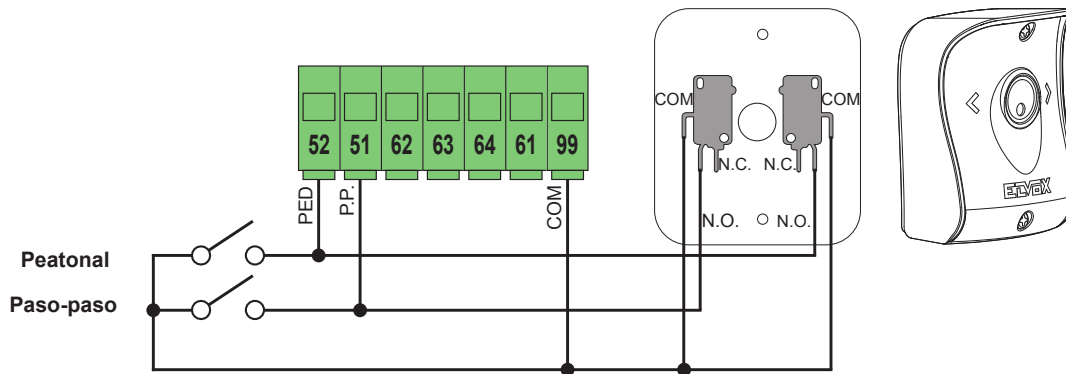 COM COM
52 51 62 63 64 61 99
N.C. N.C.
PED P.P. COM
ELVOX
N.O. N.O.
Peatonal
Paso-paso